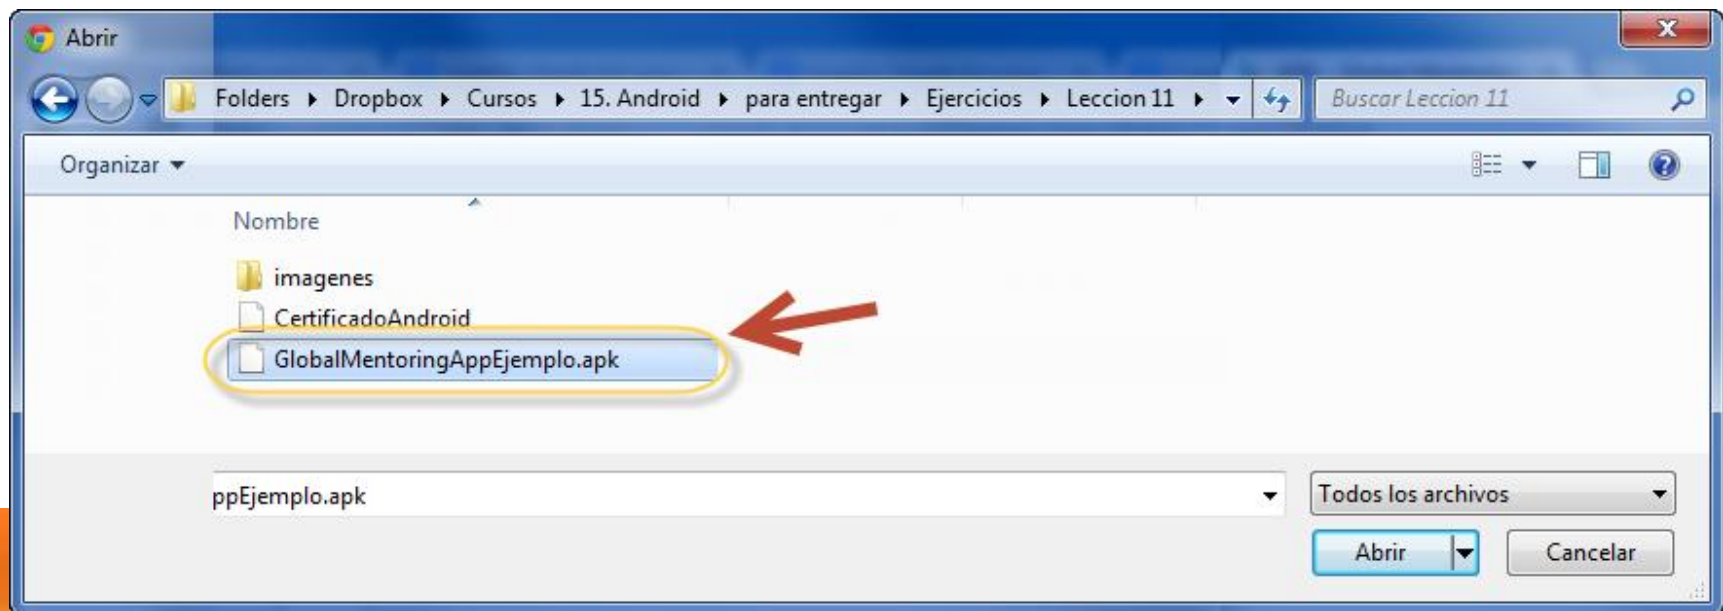 Abrir
Folders Dropbox Cursos 15. Android para entregar Ejercicios Leccion 11 Buscar Leccion 11
Organizar
Nombre
imagenes
CertificadoAndroid
GlobalMentoringAppEjemplo.apk
ppEjemplo.apk Todos los archivos
Abrir Cancelar